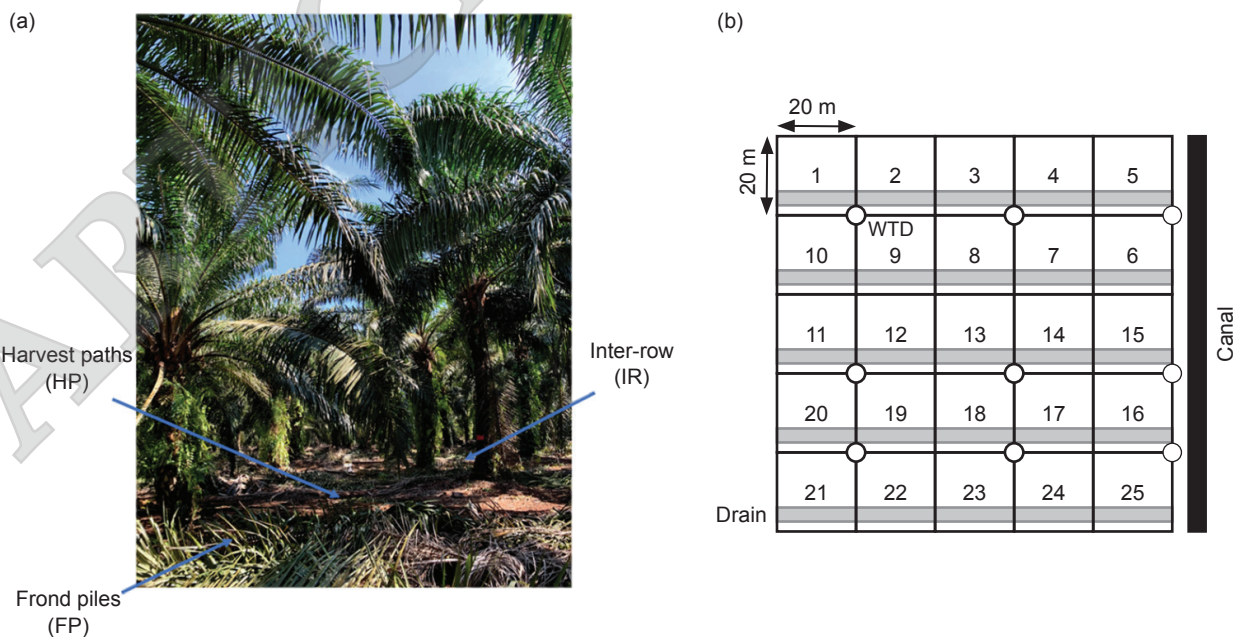 (a)
Harvest paths
(HP)
Inter-row
(IR)
Frond piles
(FP)
(b)
20 m
20 m
1 2 3 4 5
WTD
10 9 8 7 6
11 12 13 14 15
20 19 18 17 16
21 22 23 24 25
Drain
Canal